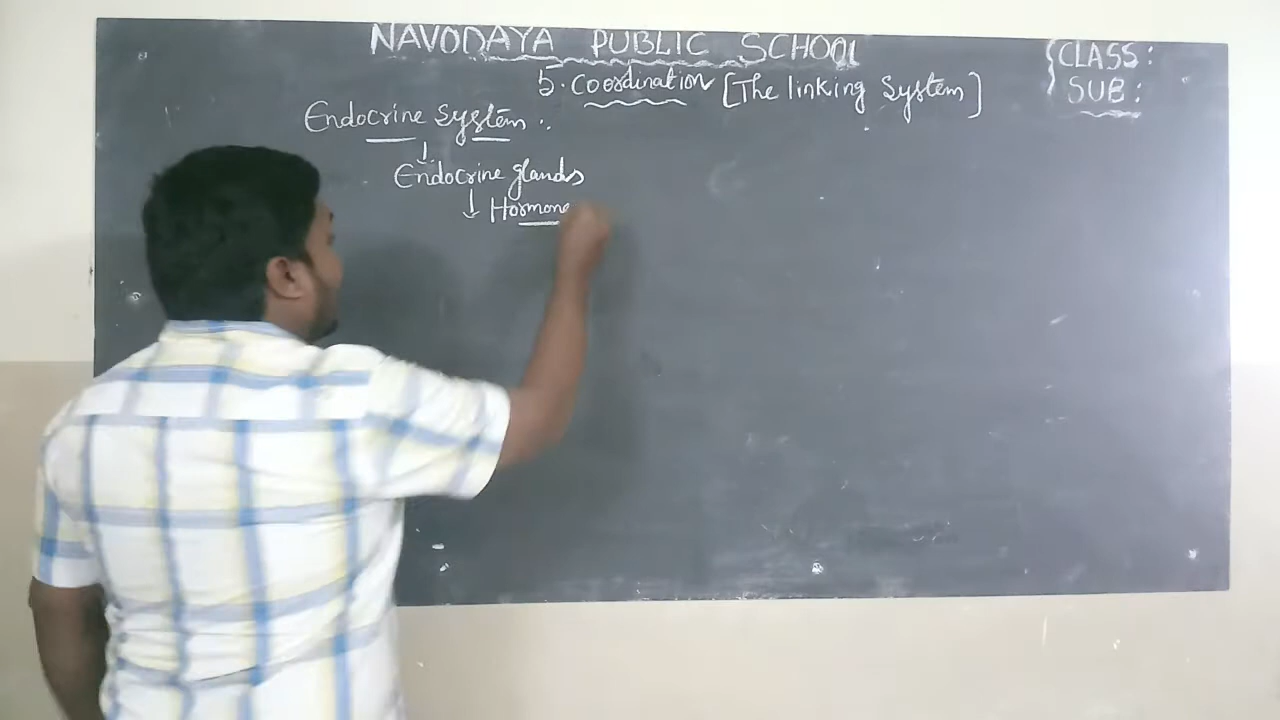 NAVODAYA PUBLIC SCHOOL
CLASS:
SUB:
5. Coordination [The linking System]
Endocrine System :
↓
Endocrine glands
↓ Hormone